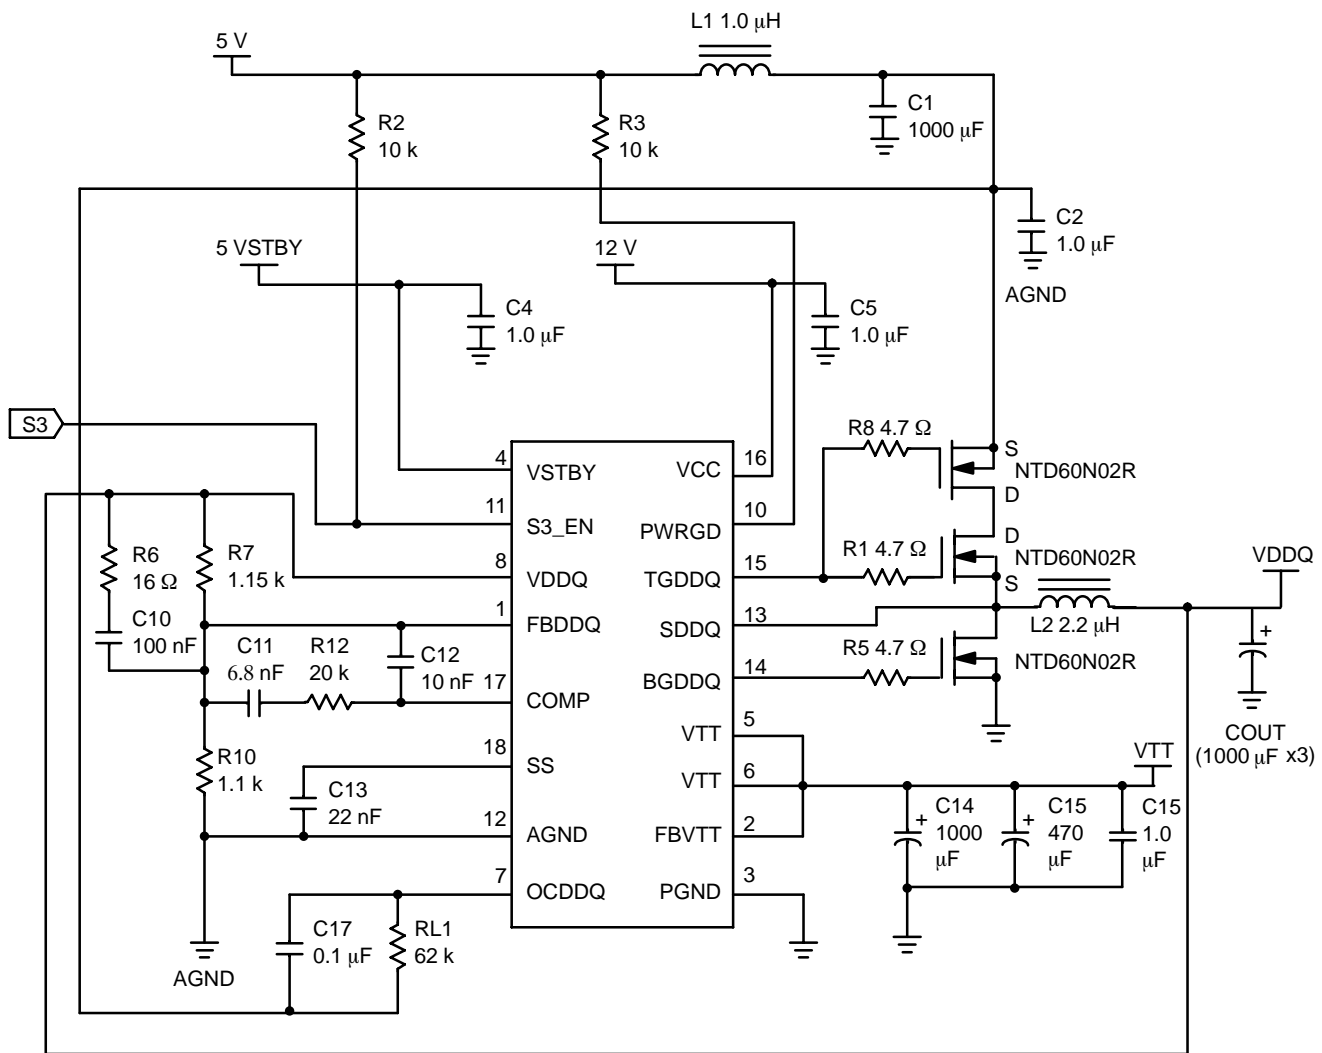 L1 1.0 μH
5 V
C1
1000 μF
R2
10 k
R3
10 k
C2
1.0 μF
AGND
5 VSTBY
12 V
C4
1.0 μF
C5
1.0 μF
S3
R8 4.7 Ω
S
NTD60N02R
D
4
VSTBY
VCC
16
11
S3_EN
PWRGD
10
R6
16 Ω
R7
1.15 k
8
VDDQ
TGDDQ
15
R1 4.7 Ω
D
NTD60N02R
S
VDDQ
C10
100 nF
1
FBDDQ
SDDQ
13
L2 2.2 μH
+
C11
6.8 nF
R12
20 k
C12
10 nF
17
COMP
BGDDQ
14
R5 4.7 Ω
NTD60N02R
COUT
(1000 μF x3)
R10
1.1 k
18
SS
VTT
5
VTT
6
VTT
C13
22 nF
12
AGND
FBVTT
2
+
C14
1000
μF
+
C15
470
μF
C15
1.0
μF
7
OCDDQ
PGND
3
C17
0.1 μF
RL1
62 k
AGND